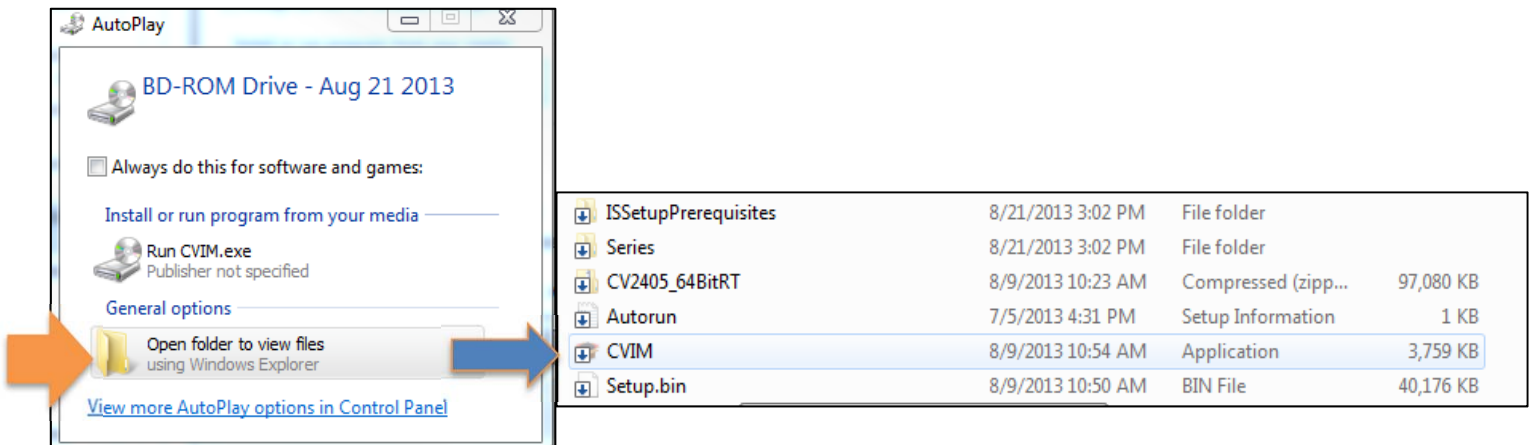 AutoPlay
BD-ROM Drive - Aug 21 2013
Always do this for software and games:
Install or run program from your media
Run CVIM.exe
Publisher not specified
General options
Open folder to view files
using Windows Explorer
View more AutoPlay options in Control Panel
ISSetupPrerequisites 8/21/2013 3:02 PM File folder
Series 8/21/2013 3:02 PM File folder
CV2405_64BitRT 8/9/2013 10:23 AM Compressed (zipp... 97,080 KB
Autorun 7/5/2013 4:31 PM Setup Information 1 KB
CVIM 8/9/2013 10:54 AM Application 3,759 KB
Setup.bin 8/9/2013 10:50 AM BIN File 40,176 KB